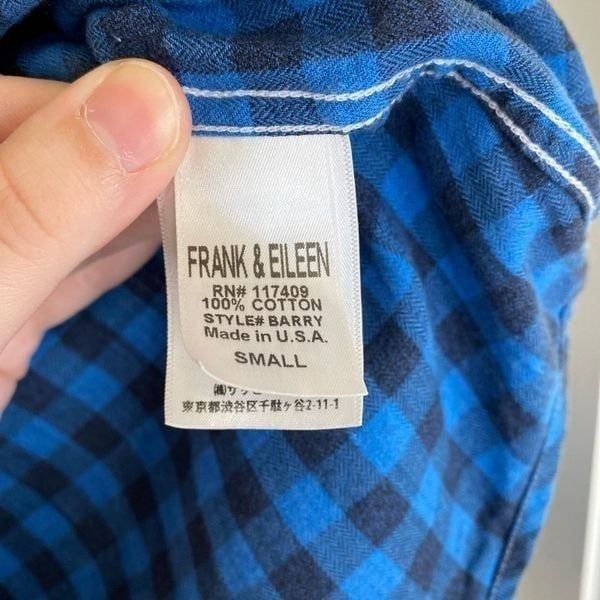 FRANK & EILEEN
RN# 117409
100% COTTON
STYLE# BARRY
Made in U.S.A.
SMALL
東京都渋谷区千駄ヶ谷2-11-1